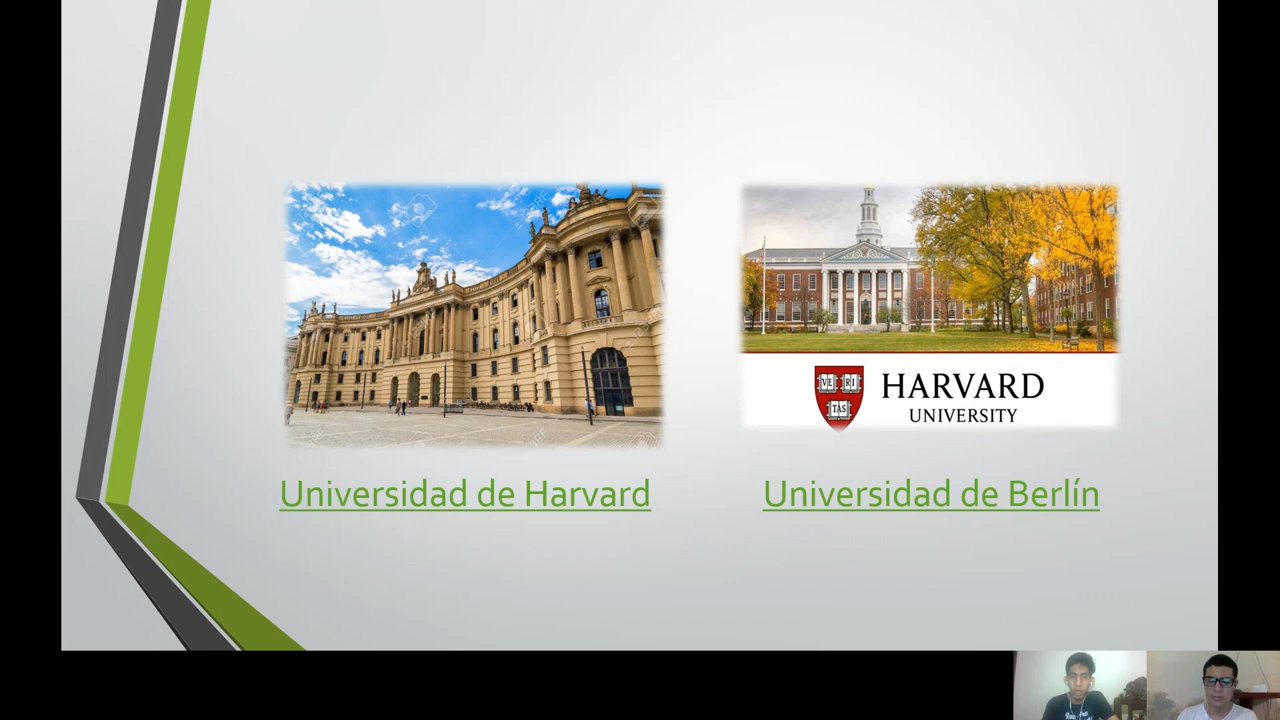 VE RI
TAS
HARVARD
UNIVERSITY
Universidad de Harvard
Universidad de Berlín